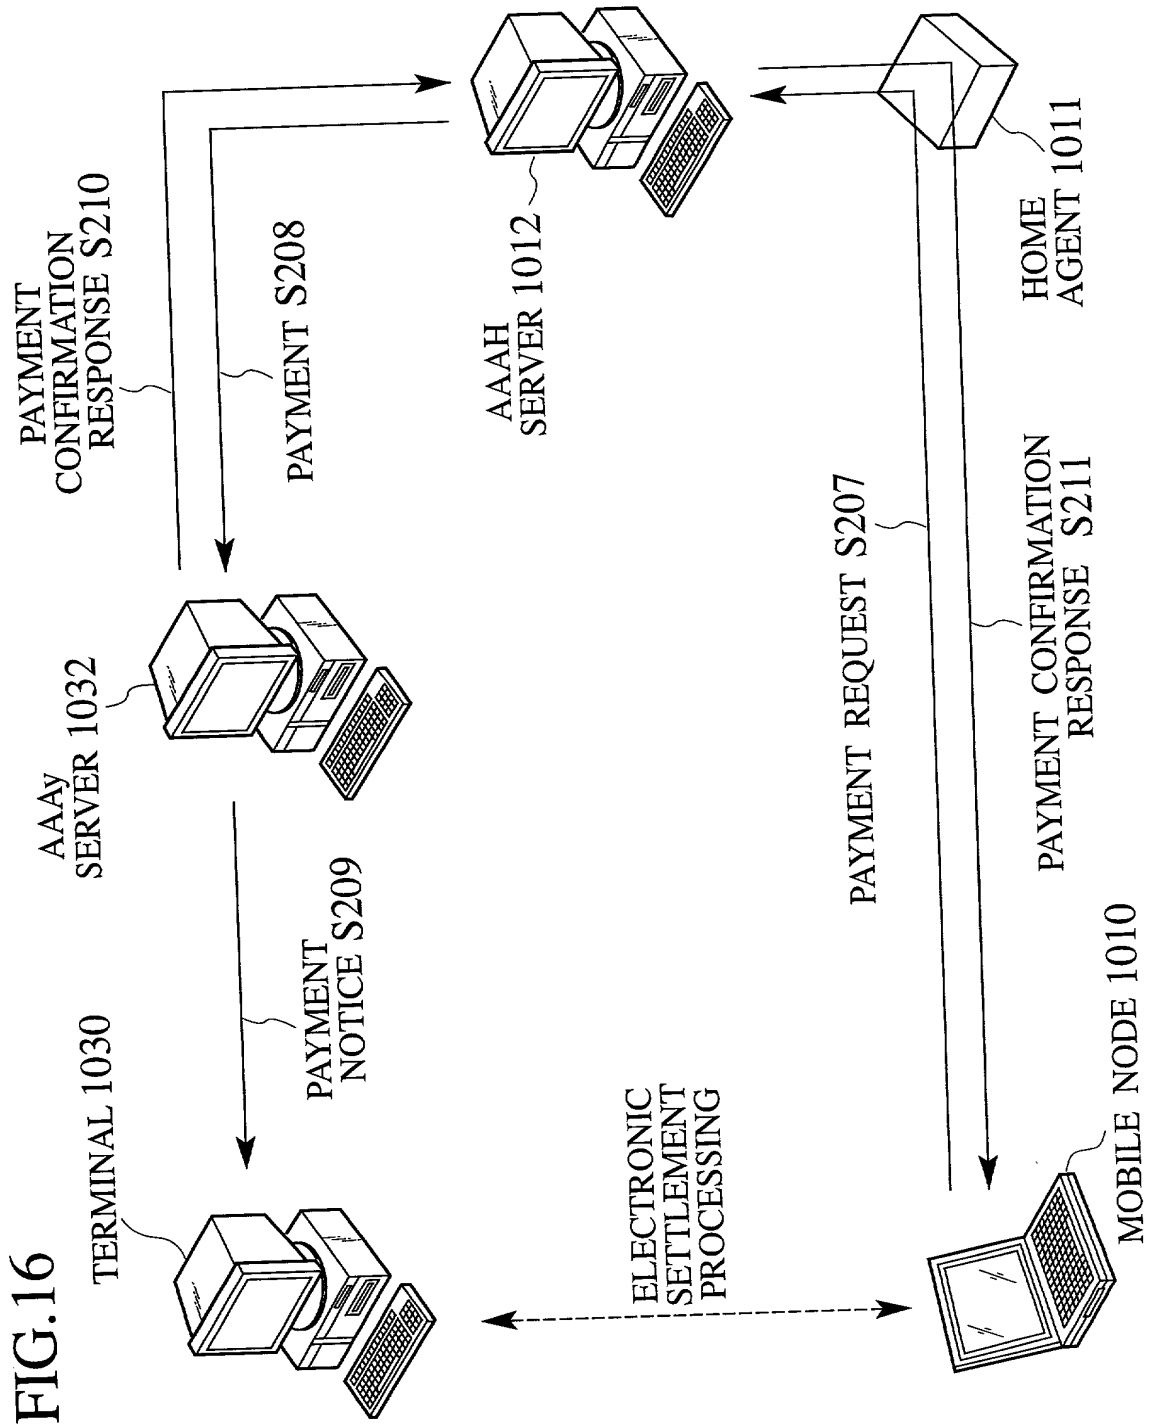 FIG.16
TERMINAL 1030
AAAy
SERVER 1032
PAYMENT
CONFIRMATION
RESPONSE S210
PAYMENT
NOTICE S209
PAYMENT S208
AAAH
SERVER 1012
ELECTRONIC
SETTLEMENT
PROCESSING
PAYMENT REQUEST S207
MOBILE NODE 1010
PAYMENT CONFIRMATION
RESPONSE S211
HOME
AGENT 1011